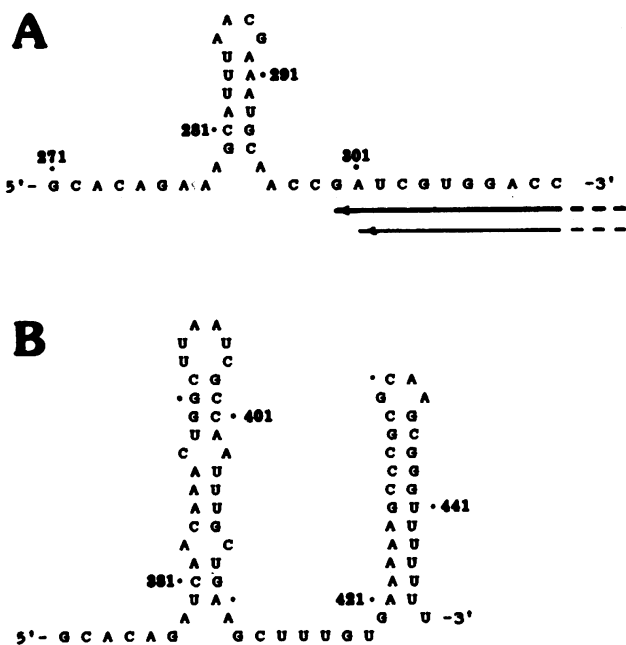 A
A C
A G
U A
U A · 291
U A
A U
281 · C G
271 G C 301
A A
5'- G C A C A G A A A C C G A U C G U G G A C C -3'
B
A A
U U
U C
C G · C A
· G C G A
G C · 401 C G
U A G C
C A C G
A U C G
A U C G
A U G U · 441
C G A U
A C A U
A U A U
381 · C G A U
U A · 421 · A U
A A G U -3'
5'- G C A C A G G C U U U G U